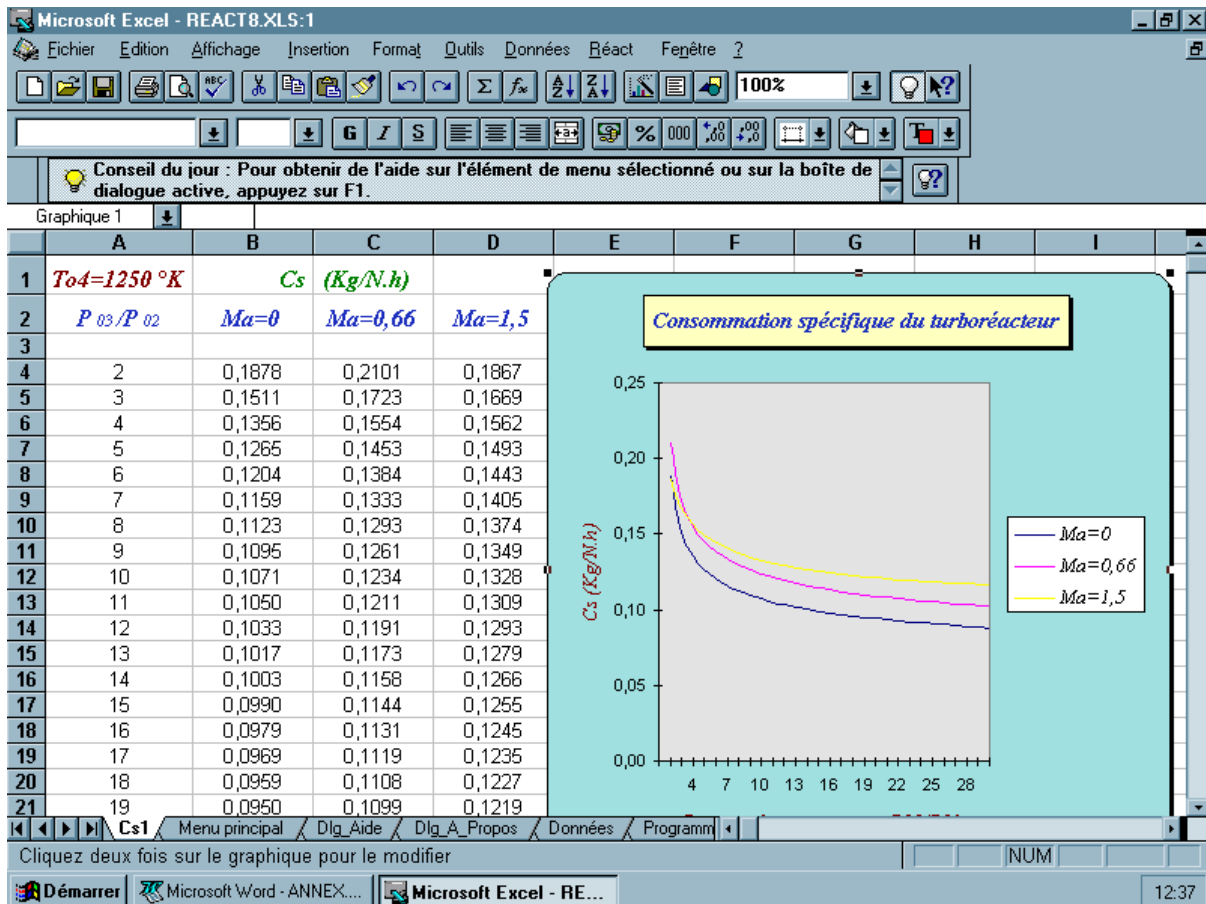 Microsoft Excel - REACT8.XLS:1
Fichier Edition Affichage Insertion Format Outils Données Réact Fenêtre ?
100%
G I S % 000
Conseil du jour : Pour obtenir de l'aide sur l'élément de menu sélectionné ou sur la boîte de
dialogue active, appuyez sur F1.
Graphique 1
A B C D E F G H I
1 To4=1250 °K Cs (Kg/N.h)
2 P 03/P 02 Ma=0 Ma=0,66 Ma=1,5
3
4 2 0,1878 0,2101 0,1867
5 3 0,1511 0,1723 0,1669
6 4 0,1356 0,1554 0,1562
7 5 0,1265 0,1453 0,1493
8 6 0,1204 0,1384 0,1443
9 7 0,1159 0,1333 0,1405
10 8 0,1123 0,1293 0,1374
11 9 0,1095 0,1261 0,1349
12 10 0,1071 0,1234 0,1328
13 11 0,1050 0,1211 0,1309
14 12 0,1033 0,1191 0,1293
15 13 0,1017 0,1173 0,1279
16 14 0,1003 0,1158 0,1266
17 15 0,0990 0,1144 0,1255
18 16 0,0979 0,1131 0,1245
19 17 0,0969 0,1119 0,1235
20 18 0,0959 0,1108 0,1227
21 19 0,0950 0,1099 0,1219
Consommation spécifique du turboréacteur
0,25
0,20
0,15
0,10
0,05
0,00
Cs (Kg/N.h)
4 7 10 13 16 19 22 25 28
Ma=0
Ma=0,66
Ma=1,5
Cs1 Menu principal Dlg_Aide Dlg_A_Propos Données Programm
Cliquez deux fois sur le graphique pour le modifier
NUM
Démarrer Microsoft Word - ANNEX.... Microsoft Excel - RE... 12:37